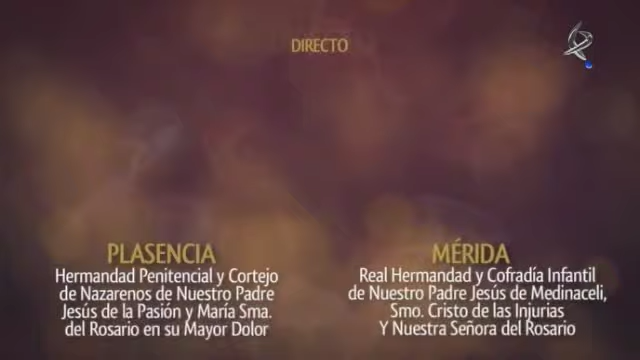 DIRECTO
PLASENCIA
Hermandad Penitencial y Cortejo
de Nazarenos de Nuestro Padre
Jesús de la Pasión y María Sma.
del Rosario en su Mayor Dolor
MÉRIDA
Real Hermandad y Cofradía Infantil
de Nuestro Padre Jesús de Medinaceli,
Smo. Cristo de las Injurias
Y Nuestra Señora del Rosario